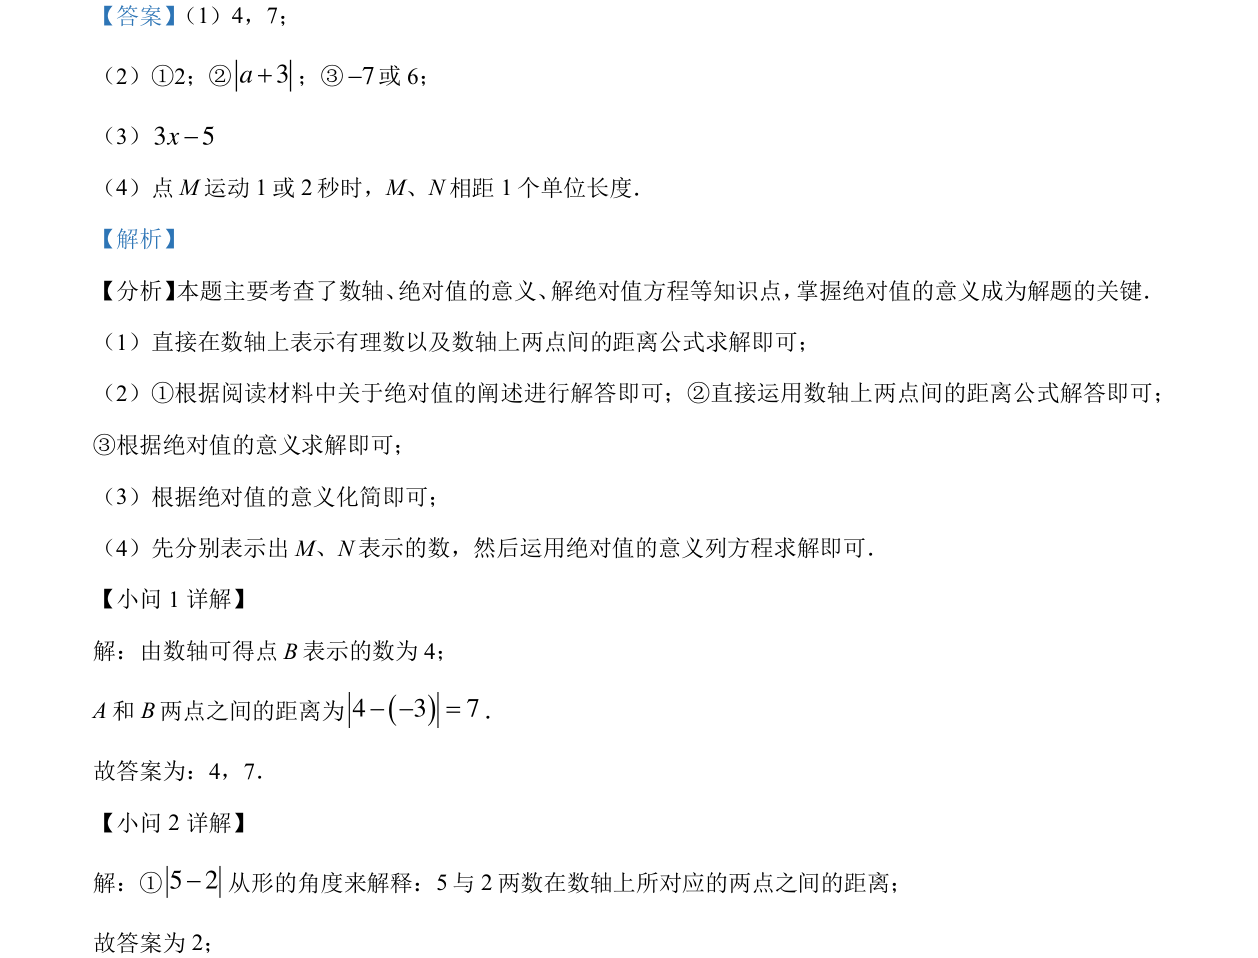 【答案】（1）4，7；
（2）①2；②|a+3|；③−7或6；
（3）3x−5
（4）点M运动1或2秒时，M、N相距1个单位长度．
【解析】
【分析】本题主要考查了数轴、绝对值的意义、解绝对值方程等知识点，掌握绝对值的意义成为解题的关键．
（1）直接在数轴上表示有理数以及数轴上两点间的距离公式求解即可；
（2）①根据阅读材料中关于绝对值的阐述进行解答即可；②直接运用数轴上两点间的距离公式解答即可；
③根据绝对值的意义求解即可；
（3）根据绝对值的意义化简即可；
（4）先分别表示出M、N表示的数，然后运用绝对值的意义列方程求解即可．
【小问1详解】
解：由数轴可得点B表示的数为4；
A和B两点之间的距离为|4−(−3)|=7．
故答案为：4，7．
【小问2详解】
解：①|5−2|从形的角度来解释：5与2两数在数轴上所对应的两点之间的距离；
故答案为2；